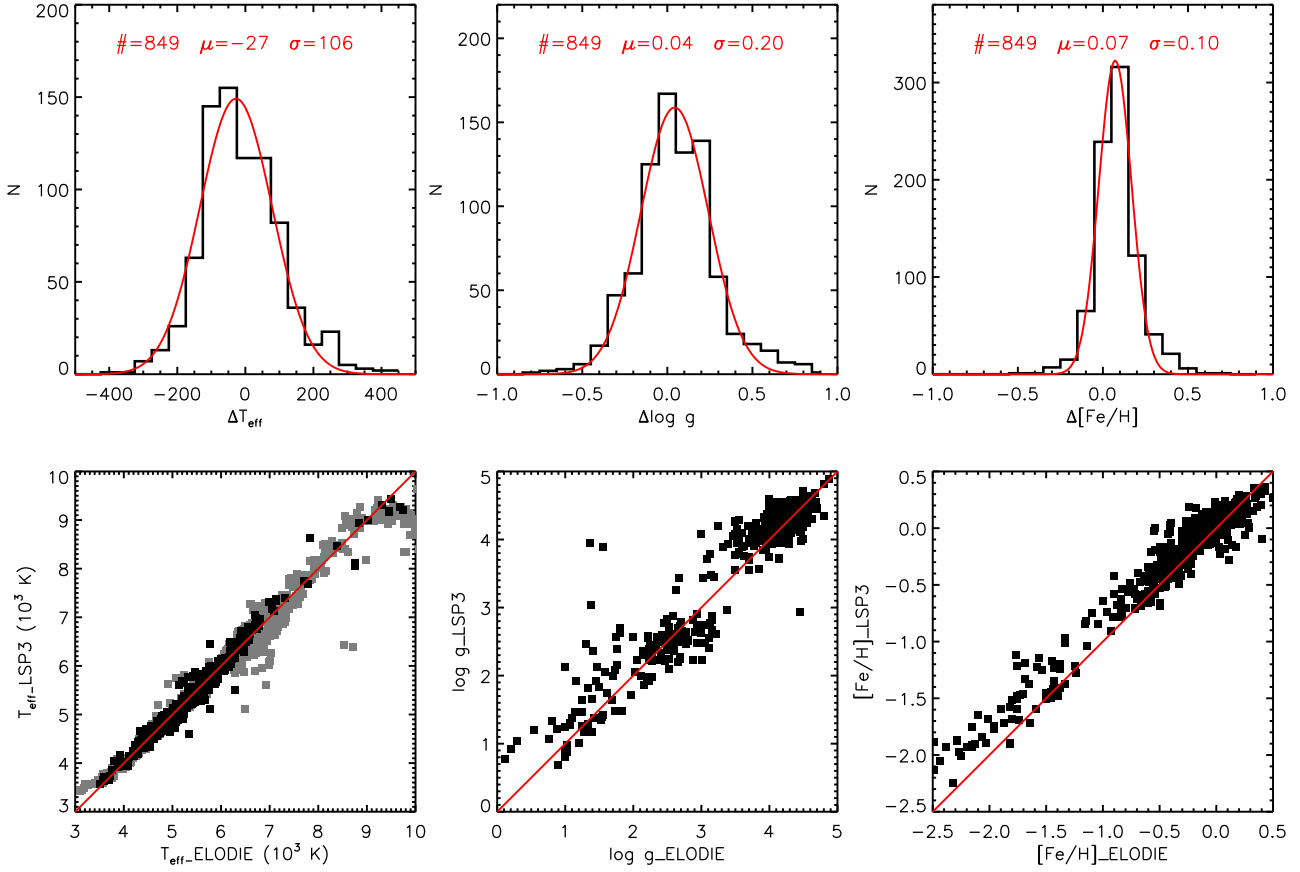 #=849 μ=−27 σ=106
200
150
100
50
0
N
−400 −200 0 200 400
ΔTeff
#=849 μ=0.04 σ=0.20
200
150
100
50
0
N
−1.0 −0.5 0.0 0.5 1.0
Δlog g
#=849 μ=0.07 σ=0.10
300
200
100
0
N
−1.0 −0.5 0.0 0.5 1.0
Δ[Fe/H]
10
9
8
7
6
5
4
3
Teff_LSP3 (10³ K)
3 4 5 6 7 8 9 10
Teff_ELODIE (10³ K)
5
4
3
2
1
0
log g_LSP3
0 1 2 3 4 5
log g_ELODIE
0.5
0.0
−0.5
−1.0
−1.5
−2.0
−2.5
[Fe/H]_LSP3
−2.5 −2.0 −1.5 −1.0 −0.5 0.0 0.5
[Fe/H]_ELODIE